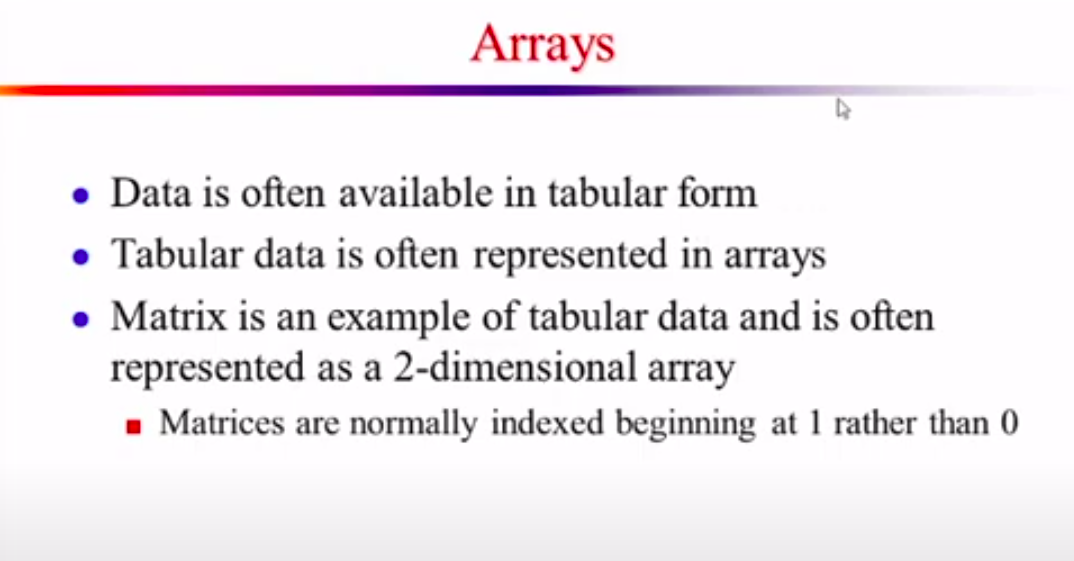 Arrays
Data is often available in tabular form
Tabular data is often represented in arrays
Matrix is an example of tabular data and is often
represented as a 2-dimensional array
Matrices are normally indexed beginning at 1 rather than 0